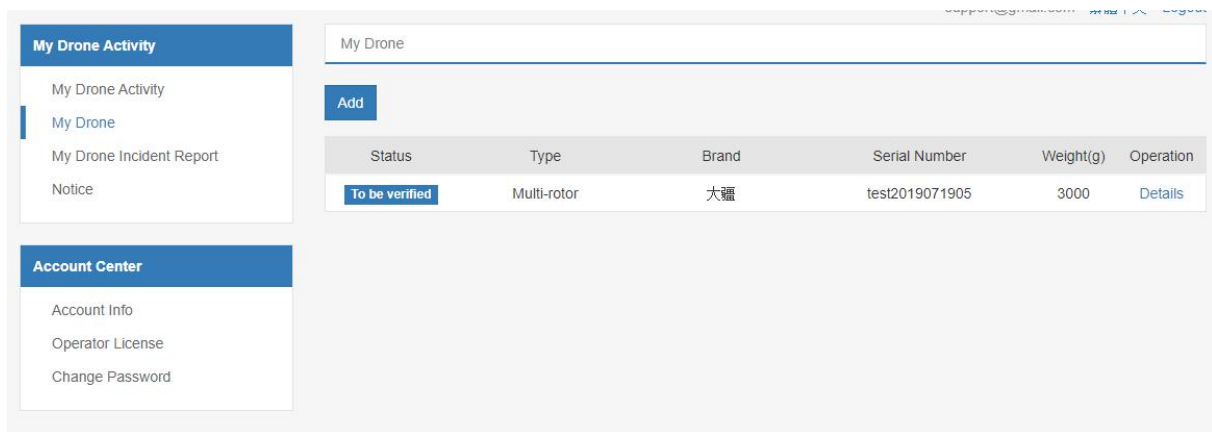 Logout
My Drone Activity
My Drone Activity
My Drone
My Drone Incident Report
Notice
Account Center
Account Info
Operator License
Change Password
My Drone
Add
Status Type Brand Serial Number Weight(g) Operation
To be verified Multi-rotor 大疆 test2019071905 3000 Details